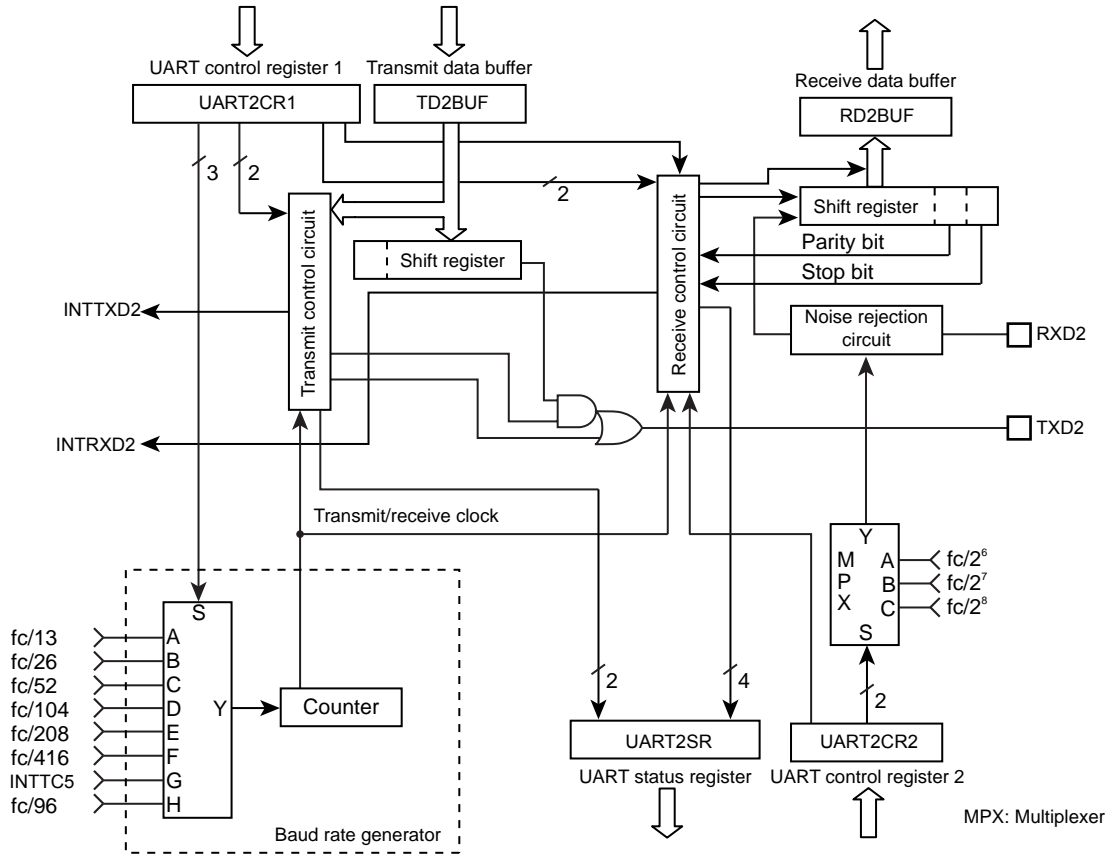 UART control register 1
Transmit data buffer
Receive data buffer
UART2CR1
TD2BUF
RD2BUF
3
2
2
Shift register
Transmit control circuit
Shift register
Receive control circuit
Parity bit
Stop bit
INTTXD2
Noise rejection
circuit
RXD2
INTRXD2
TXD2
Transmit/receive clock
Y
M
P
X
A
B
C
S
fc/2⁶
fc/2⁷
fc/2⁸
S
fc/13
A
fc/26
B
fc/52
C
fc/104
D
Y
Counter
fc/208
E
fc/416
F
INTTC5
G
fc/96
H
2
4
2
UART2SR
UART2CR2
UART status register
UART control register 2
Baud rate generator
MPX: Multiplexer